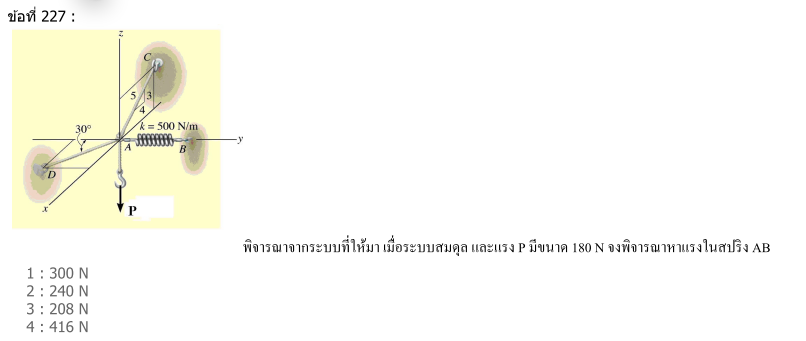 ข้อที่ 227 :
z
C
5
3
4
30°
k = 500 N/m
y
A
B
D
x
P
พิจารณาจากระบบที่ให้มา เมื่อระบบสมดุล และแรง P มีขนาด 180 N จงพิจารณาหาแรงในสปริง AB
1 : 300 N
2 : 240 N
3 : 208 N
4 : 416 N